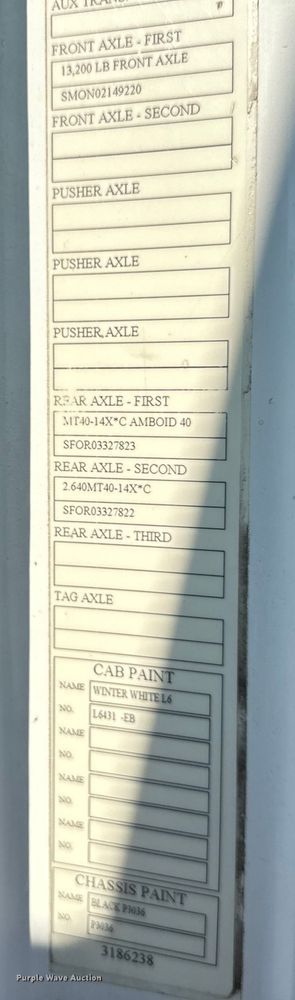 AUX TRANS
FRONT AXLE - FIRST
13,200 LB FRONT AXLE
SMON02149220
FRONT AXLE - SECOND
PUSHER AXLE
PUSHER AXLE
PUSHER AXLE
REAR AXLE - FIRST
MT40-14X*C AMBOID 40
SFOR03327823
REAR AXLE - SECOND
2.640MT40-14X*C
SFOR03327822
REAR AXLE - THIRD
TAG AXLE
CAB PAINT
NAME WINTER WHITE L6
NO. L6431 -EB
NAME
NO.
NAME
NO.
NAME
NO.
CHASSIS PAINT
NAME BLACK P3036
NO. P3036
3186238
Purple Wave Auction